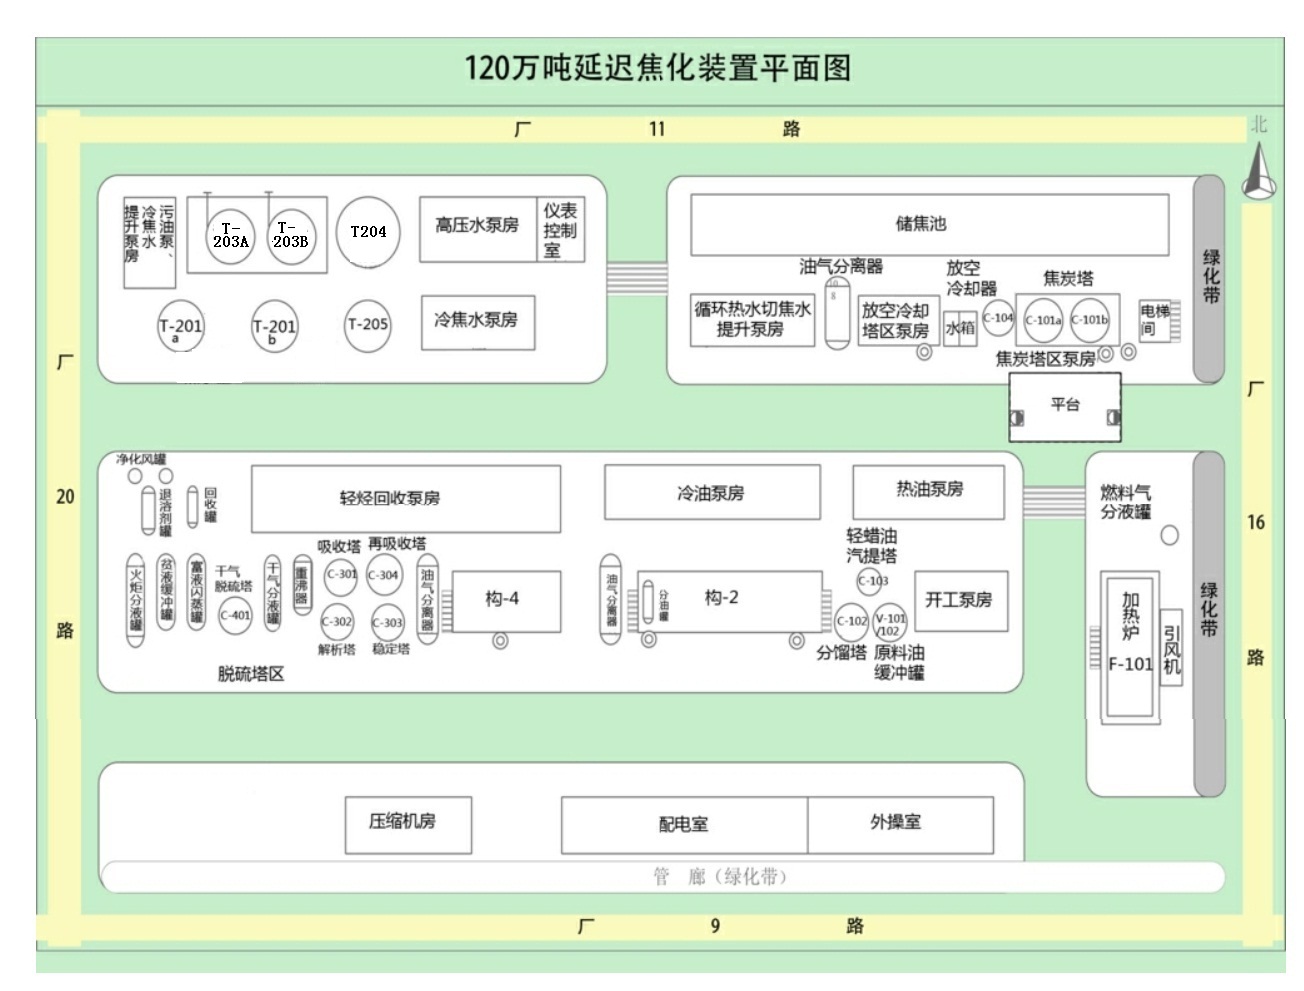 120万吨延迟焦化装置平面图
厂 11 路
北
污油泵、
冷焦水
提升泵房
T-
203A
T-
203B
T204
高压水泵房
仪表
控制
室
T-201
a
T-201
b
T-205
冷焦水泵房
储焦池
油气分离器
放空
冷却器
焦炭塔
循环热水切焦水
提升泵房
放空冷却
塔区泵房
水箱
C-104
C-101a
C-101b
电梯
间
焦炭塔区泵房
平台
绿化带
厂
20
路
厂
16
路
净化风罐
退溶剂罐
回收罐
轻烃回收泵房
冷油泵房
热油泵房
燃料气
分液罐
火炬分液罐
贫液缓冲罐
富液闪蒸罐
干气
脱硫塔
C-401
干气分液罐
重沸器
吸收塔
再吸收塔
C-301
C-304
C-302
C-303
解析塔
稳定塔
油气分离器
构-4
油气分离器
分油罐
构-2
轻蜡油
汽提塔
C-103
C-102
V-101
/102
分馏塔
原料油
缓冲罐
开工泵房
脱硫塔区
加热炉
F-101
引风机
绿化带
压缩机房
配电室
外操室
管 廊（绿化带）
厂 9 路